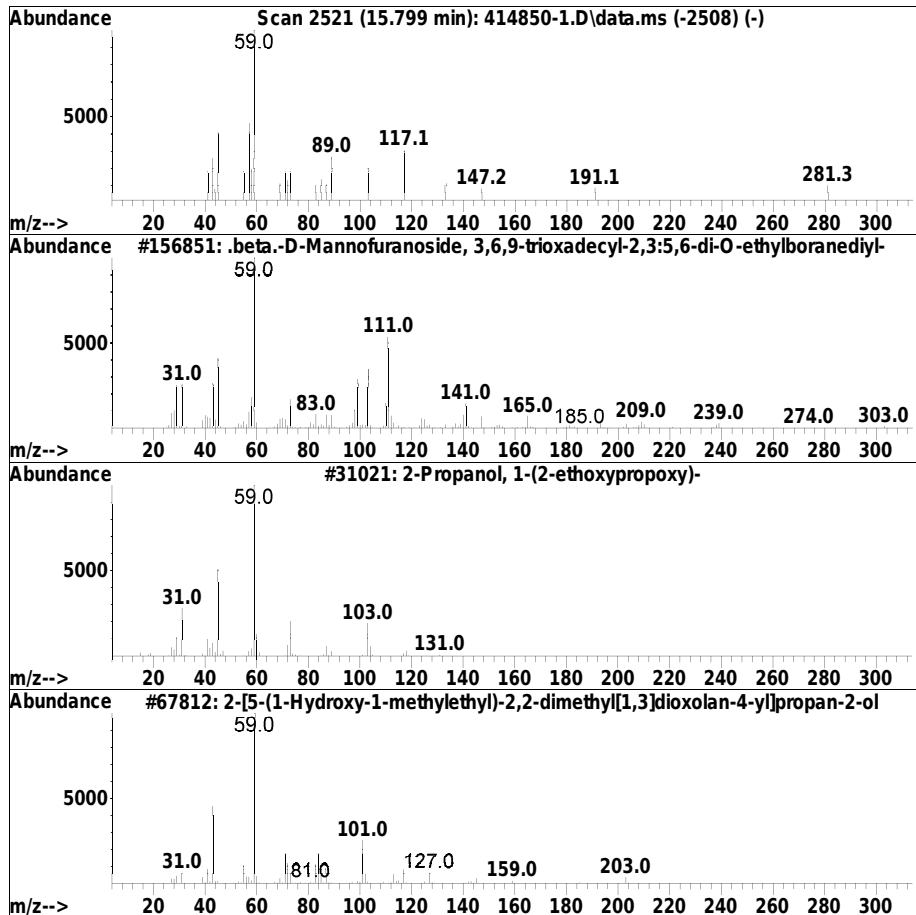 Abundance Scan 2521 (15.799 min): 414850-1.D\data.ms (-2508) (-)
59.0
5000
117.1
89.0
147.2 191.1 281.3
20 40 60 80 100 120 140 160 180 200 220 240 260 280 300
m/z-->
Abundance #156851: .beta.-D-Mannofuranoside, 3,6,9-trioxadecyl-2,3:5,6-di-O-ethylboranediyl-
59.0
5000
111.0
31.0
83.0 141.0 165.0 185.0 209.0 239.0 274.0 303.0
20 40 60 80 100 120 140 160 180 200 220 240 260 280 300
m/z-->
Abundance #31021: 2-Propanol, 1-(2-ethoxypropoxy)-
59.0
5000
31.0 103.0
131.0
20 40 60 80 100 120 140 160 180 200 220 240 260 280 300
m/z-->
Abundance #67812: 2-[5-(1-Hydroxy-1-methylethyl)-2,2-dimethyl[1,3]dioxolan-4-yl]propan-2-ol
59.0
5000
101.0
31.0 81.0 127.0 159.0 203.0
m/z--> 20 40 60 80 100 120 140 160 180 200 220 240 260 280 300